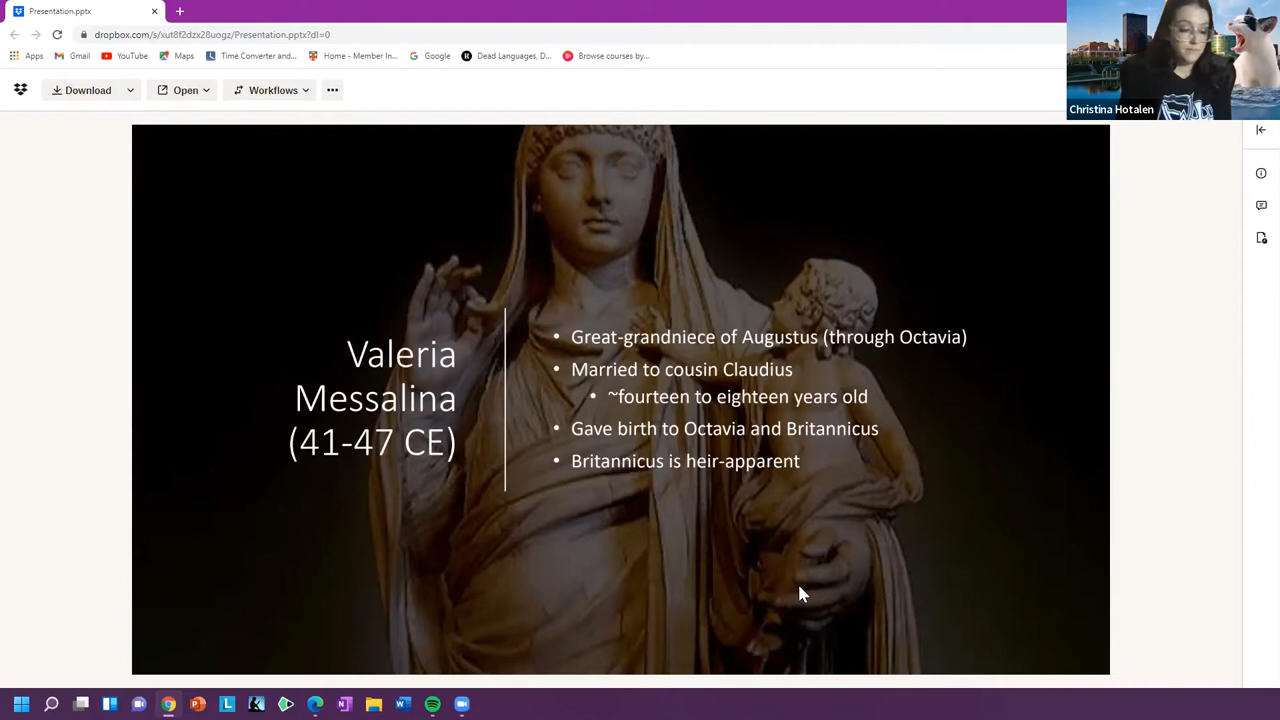 Presentation.pptx
dropbox.com/s/xut8f2dzx28uogz/Presentation.pptx?dl=0
Apps Gmail YouTube Maps Time Converter and... Home - Member In... Google Dead Languages, D... Browse courses by...
Download Open Workflows
Christina Hotalen
Valeria
Messalina
(41-47 CE)
• Great-grandniece of Augustus (through Octavia)
• Married to cousin Claudius
• ~fourteen to eighteen years old
• Gave birth to Octavia and Britannicus
• Britannicus is heir-apparent